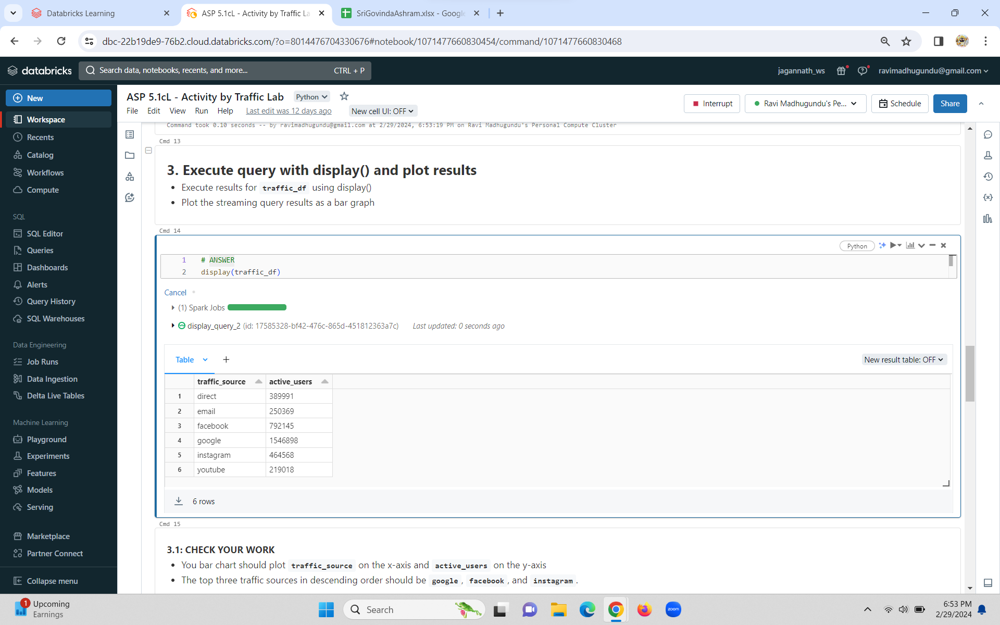 Databricks Learning
ASP 5.1cL - Activity by Traffic La
SriGovindaAshram.xlsx - Google
dbc-22b19de9-76b2.cloud.databricks.com/?o=8014476704330676#notebook/1071477660830454/command/1071477660830468
databricks
Search data, notebooks, recents, and more...
CTRL + P
jagannath_ws
ravimadhugundu@gmail.com
New
Workspace
Recents
Catalog
Workflows
Compute
SQL
SQL Editor
Queries
Dashboards
Alerts
Query History
SQL Warehouses
Data Engineering
Job Runs
Data Ingestion
Delta Live Tables
Machine Learning
Playground
Experiments
Features
Models
Serving
Marketplace
Partner Connect
Collapse menu
ASP 5.1cL - Activity by Traffic Lab
Python
File Edit View Run Help Last edit was 12 days ago New cell UI: OFF
Interrupt
Ravi Madhugundu's Pe...
Schedule
Share
Command took 0.10 seconds -- by ravimadhugundu@gmail.com at 2/29/2024, 6:53:19 PM on Ravi Madhugundu's Personal Compute Cluster
Cmd 13
3. Execute query with display() and plot results
• Execute results for traffic_df using display()
• Plot the streaming query results as a bar graph
Cmd 14
Python
1 # ANSWER
2 display(traffic_df)
Cancel
(1) Spark Jobs
display_query_2 (id: 17585328-bf42-476c-865d-451812363a7c) Last updated: 0 seconds ago
Table +
New result table: OFF
traffic_source active_users
1 direct 389991
2 email 250369
3 facebook 792145
4 google 1546898
5 instagram 464568
6 youtube 219018
6 rows
Cmd 15
3.1: CHECK YOUR WORK
• You bar chart should plot traffic_source on the x-axis and active_users on the y-axis
• The top three traffic sources in descending order should be google, facebook, and instagram.
1
Upcoming
Earnings
Search
zoom
6:53 PM
2/29/2024